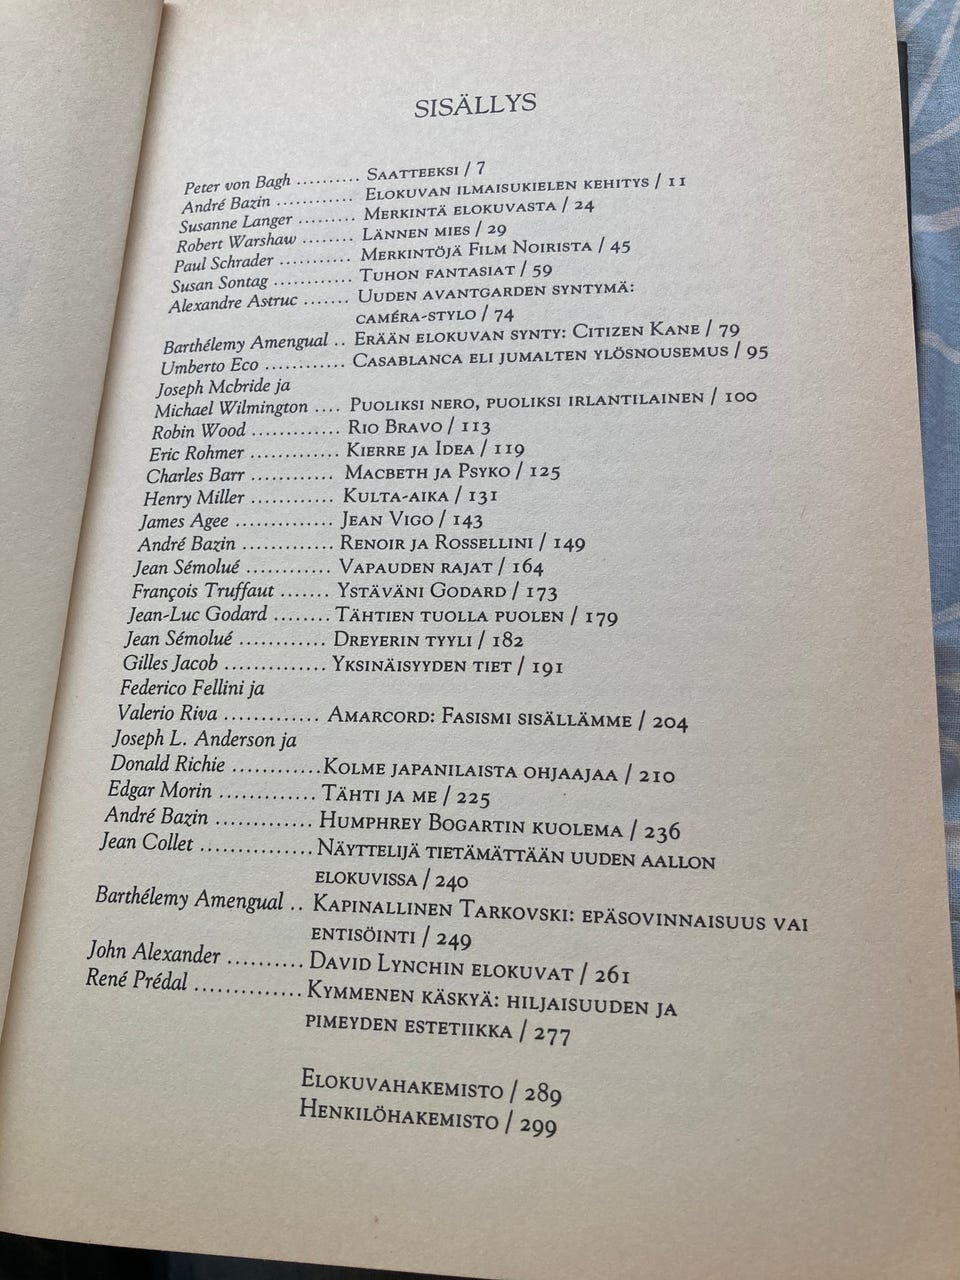 SISÄLLYS
Peter von Bagh .......... SAATTEEKSI / 7
André Bazin ............ ELOKUVAN ILMAISUKIELEN KEHITYS / 11
Susanne Langer ......... MERKINTÄ ELOKUVASTA / 24
Robert Warshaw ........ LÄNNEN MIES / 29
Paul Schrader ........... MERKINTÖJÄ FILM NOIRISTA / 45
Susan Sontag ............ TUHON FANTASIAT / 59
Alexandre Astruc ....... UUDEN AVANTGARDEN SYNTYMÄ:
CAMÉRA-STYLO / 74
Barthélemy Amengual .. ERÄÄN ELOKUVAN SYNTY: CITIZEN KANE / 79
Umberto Eco ............ CASABLANCA ELI JUMALTEN YLÖSNOUSEMUS / 95
Joseph Mcbride ja
Michael Wilmington .... PUOLIKSI NERO, PUOLIKSI IRLANTILAINEN / 100
Robin Wood ............. RIO BRAVO / 113
Eric Rohmer ............. KIERRE JA IDEA / 119
Charles Barr ............ MACBETH JA PSYKO / 125
Henry Miller ............ KULTA-AIKA / 131
James Agee .............. JEAN VIGO / 143
André Bazin ............. RENOIR JA ROSSELLINI / 149
Jean Sémolué ............ VAPAUDEN RAJAT / 164
François Truffaut ....... YSTÄVÄNI GODARD / 173
Jean-Luc Godard ........ TÄHTIEN TUOLLA PUOLEN / 179
Jean Sémolué ............ DREYERIN TYYLI / 182
Gilles Jacob ............. YKSINÄISYYDEN TIET / 191
Federico Fellini ja
Valerio Riva ............. AMARCORD: FASISMI SISÄLLÄMME / 204
Joseph L. Anderson ja
Donald Richie ............ KOLME JAPANILAISTA OHJAAJAA / 210
Edgar Morin ............. TÄHTI JA ME / 225
André Bazin ............. HUMPHREY BOGARTIN KUOLEMA / 236
Jean Collet ............... NÄYTTELIJÄ TIETÄMÄTTÄÄN UUDEN AALLON
ELOKUVISSA / 240
Barthélemy Amengual .. KAPINALLINEN TARKOVSKI: EPÄSOVINNAISUUS VAI
ENTISÖINTI / 249
John Alexander .......... DAVID LYNCHIN ELOKUVAT / 261
René Prédal .............. KYMMENEN KÄSKYÄ: HILJAISUUDEN JA
PIMEYDEN ESTETIIKKA / 277
ELOKUVAHAKEMISTO / 289
HENKILÖHAKEMISTO / 299